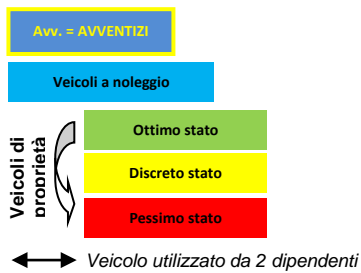 Avv. = AVVENTIZI
Veicoli a noleggio
Veicoli di
proprietà
Ottimo stato
Discreto stato
Pessimo stato
Veicolo utilizzato da 2 dipendenti